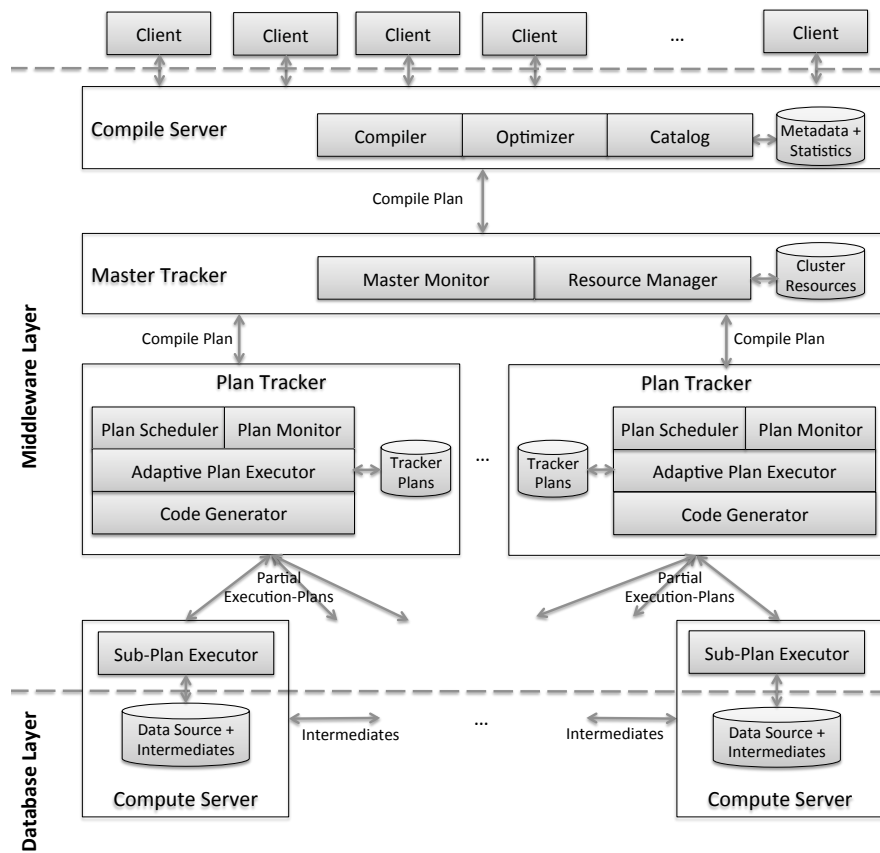 Client
Client
Client
Client
...
Client
Compile Server
Compiler
Optimizer
Catalog
Metadata +
Statistics
Compile Plan
Master Tracker
Master Monitor
Resource Manager
Cluster
Resources
Middleware Layer
Compile Plan
Compile Plan
Plan Tracker
Plan Scheduler
Plan Monitor
Adaptive Plan Executor
Code Generator
Tracker
Plans
...
Plan Tracker
Tracker
Plans
Plan Scheduler
Plan Monitor
Adaptive Plan Executor
Code Generator
Partial
Execution-Plans
Partial
Execution-Plans
Sub-Plan Executor
Sub-Plan Executor
Database Layer
Data Source +
Intermediates
Compute Server
Intermediates
...
Intermediates
Data Source +
Intermediates
Compute Server